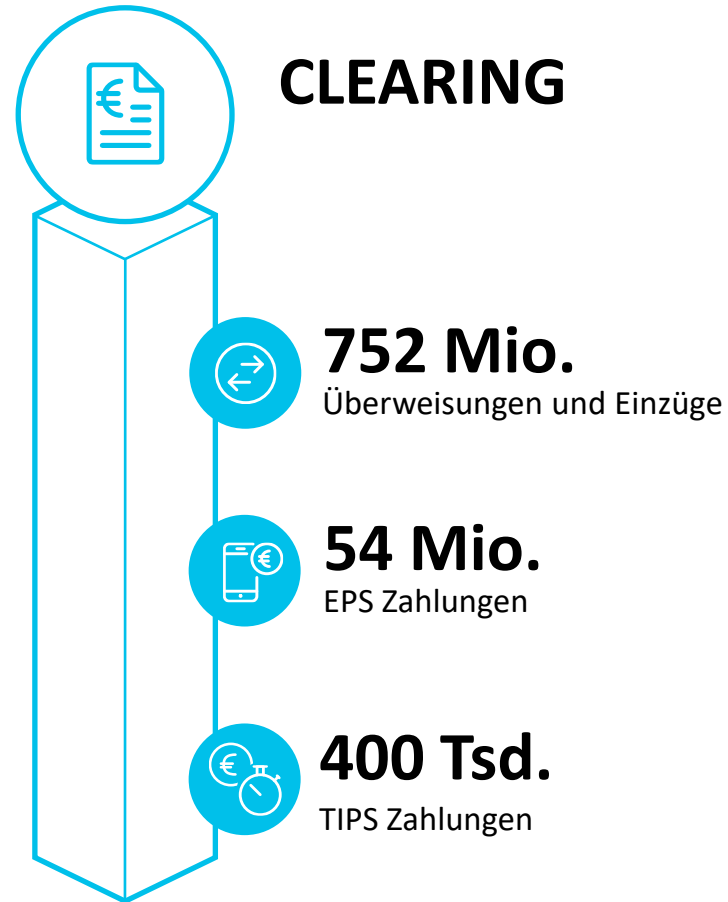 CLEARING
752 Mio.
Überweisungen und Einzüge
54 Mio.
EPS Zahlungen
400 Tsd.
TIPS Zahlungen